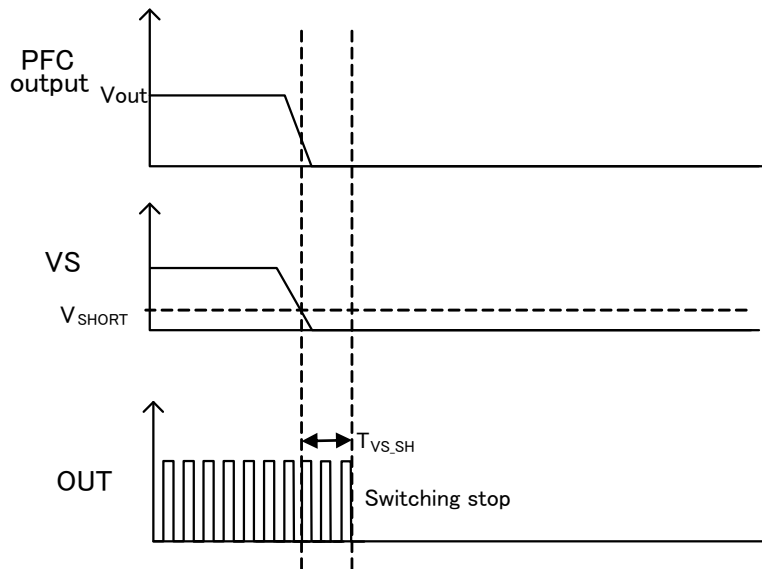 PFC
output
Vout
VS
VSHORT
TVS_SH
OUT
Switching stop